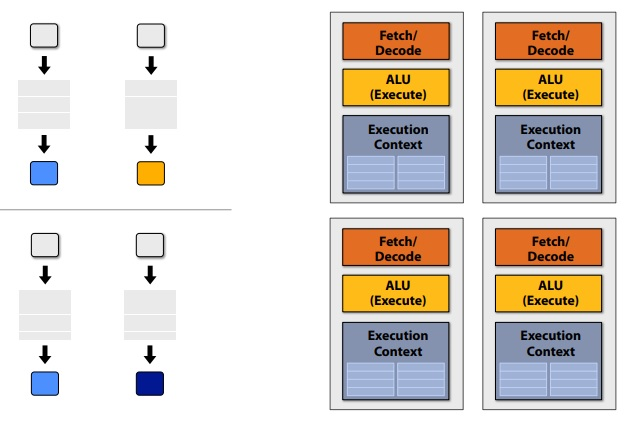 Fetch/
Decode
ALU
(Execute)
Execution
Context
Fetch/
Decode
ALU
(Execute)
Execution
Context
Fetch/
Decode
ALU
(Execute)
Execution
Context
Fetch/
Decode
ALU
(Execute)
Execution
Context